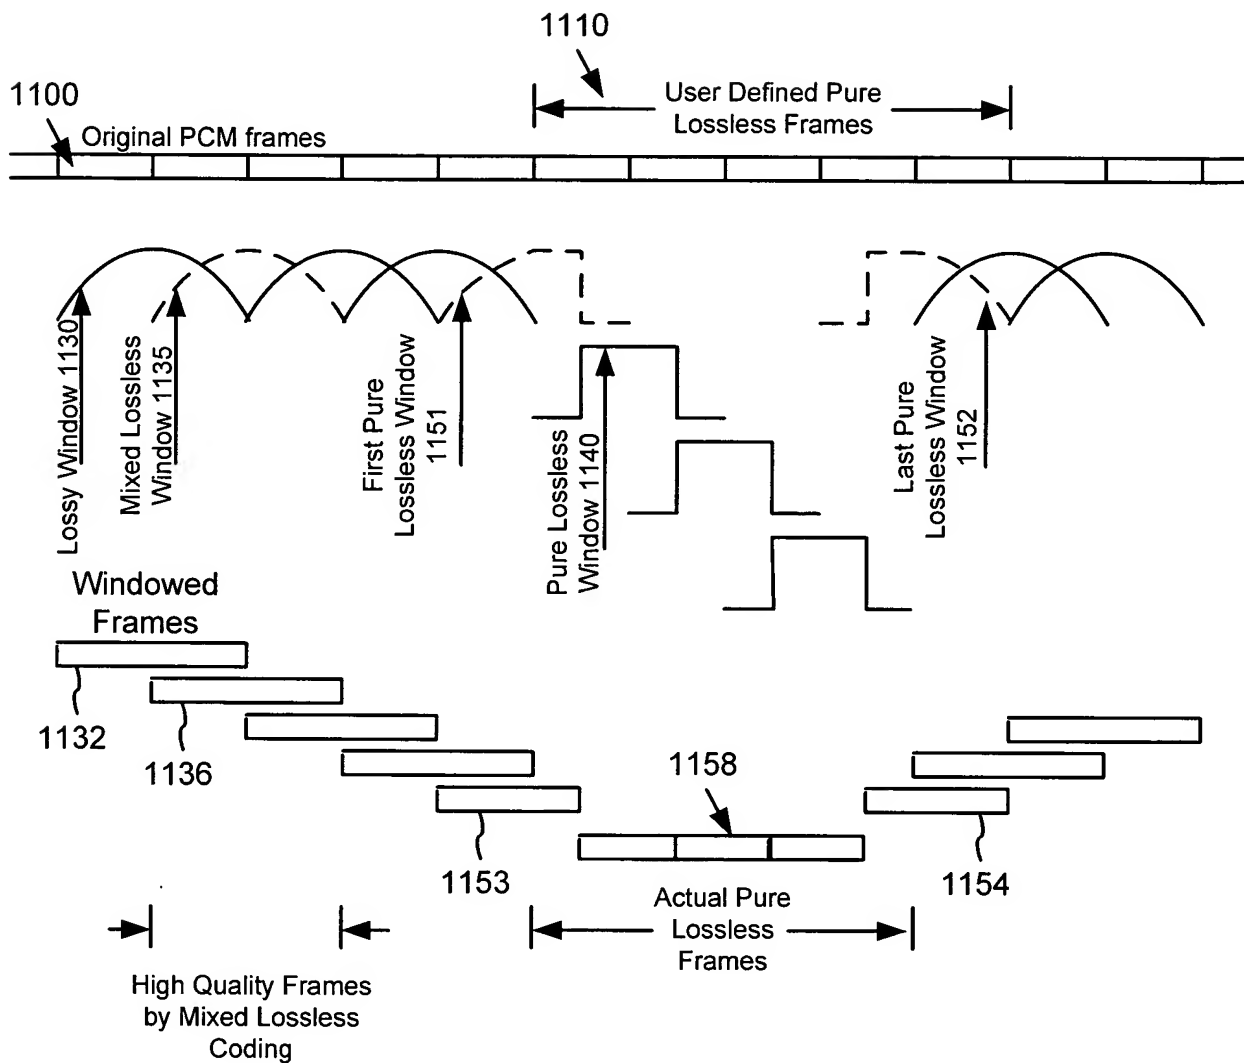 1110
1100
User Defined Pure
Lossless Frames
Original PCM frames
Lossy Window 1130
Mixed Lossless
Window 1135
First Pure
Lossless Window
1151
Pure Lossless
Window 1140
Last Pure
Lossless Window
1152
Windowed
Frames
1132
1136
1158
1153
1154
Actual Pure
Lossless
Frames
High Quality Frames
by Mixed Lossless
Coding